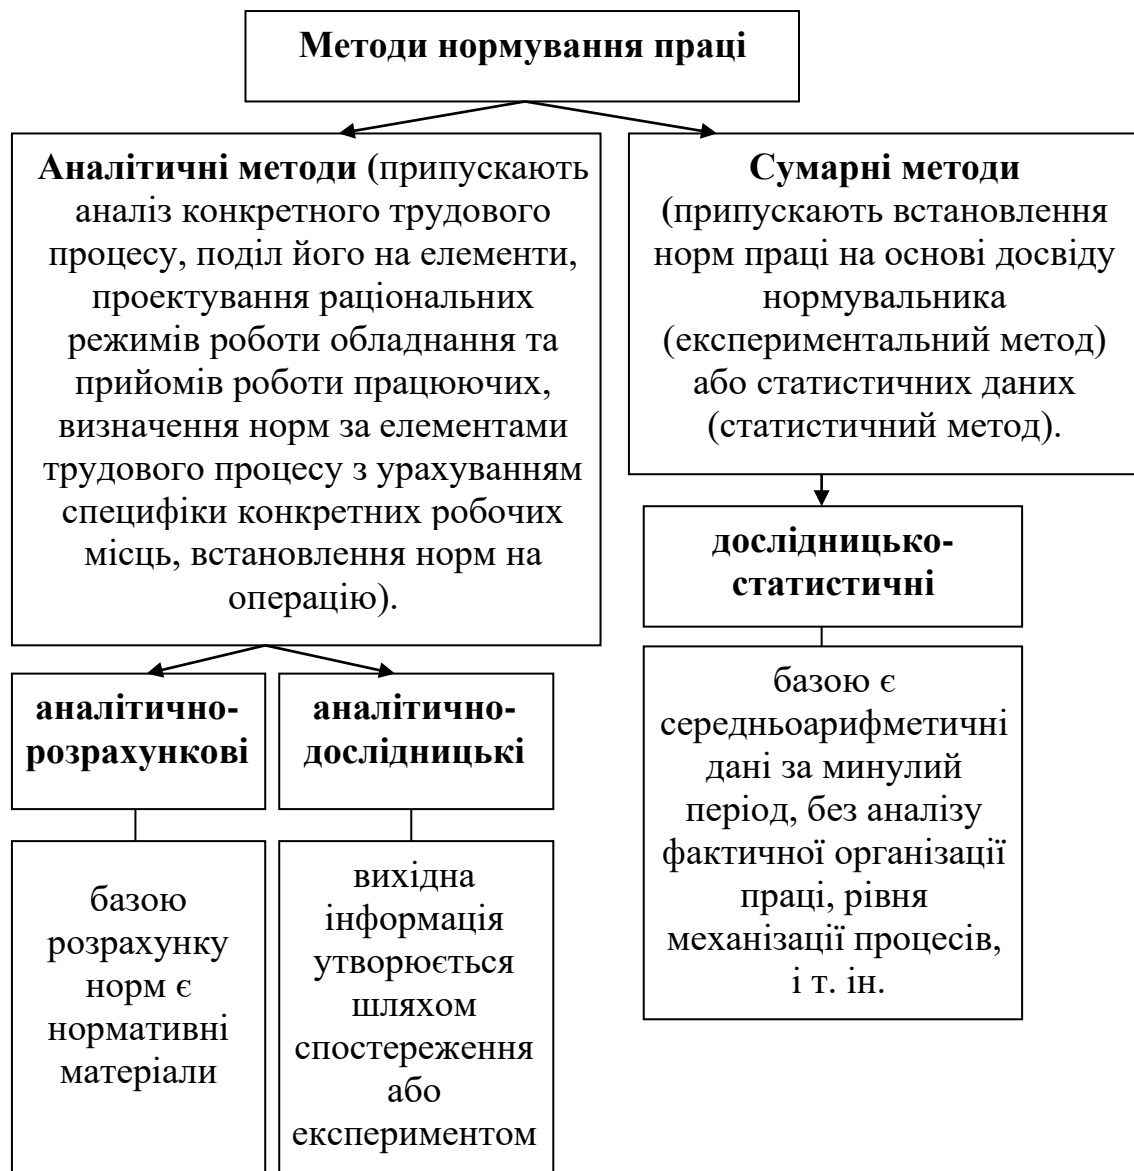 Методи нормування праці
Аналітичні методи (припускають
аналіз конкретного трудового
процесу, поділ його на елементи,
проектування раціональних
режимів роботи обладнання та
прийомів роботи працюючих,
визначення норм за елементами
трудового процесу з урахуванням
специфіки конкретних робочих
місць, встановлення норм на
операцію).
Сумарні методи
(припускають встановлення
норм праці на основі досвіду
нормувальника
(експериментальний метод)
або статистичних даних
(статистичний метод).
аналітично-
розрахункові
базою
розрахунку
норм є
нормативні
матеріали
аналітично-
дослідницькі
вихідна
інформація
утворюється
шляхом
спостереження
або
експериментом
дослідницько-
статистичні
базою є
середньоарифметичні
дані за минулий
період, без аналізу
фактичної організації
праці, рівня
механізації процесів,
і т. ін.